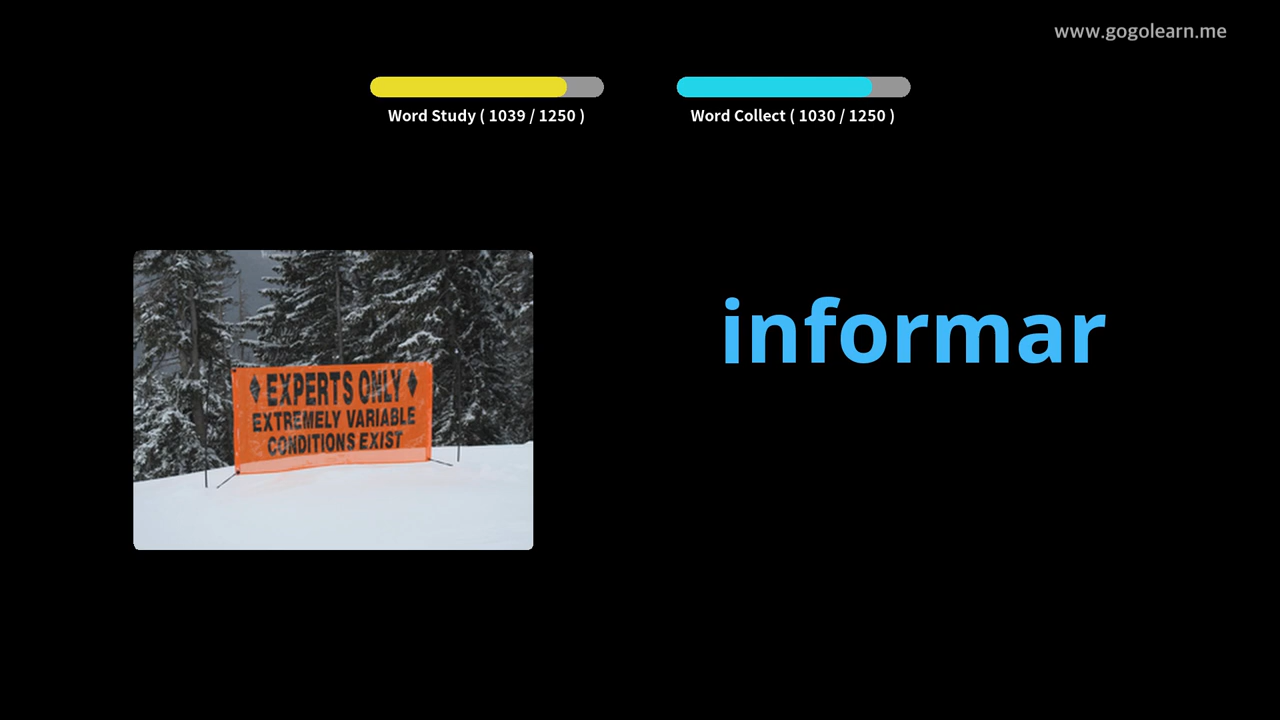 www.gogolearn.me
Word Study ( 1039 / 1250 )
Word Collect ( 1030 / 1250 )
EXPERTS ONLY
EXTREMELY VARIABLE
CONDITIONS EXIST
informar